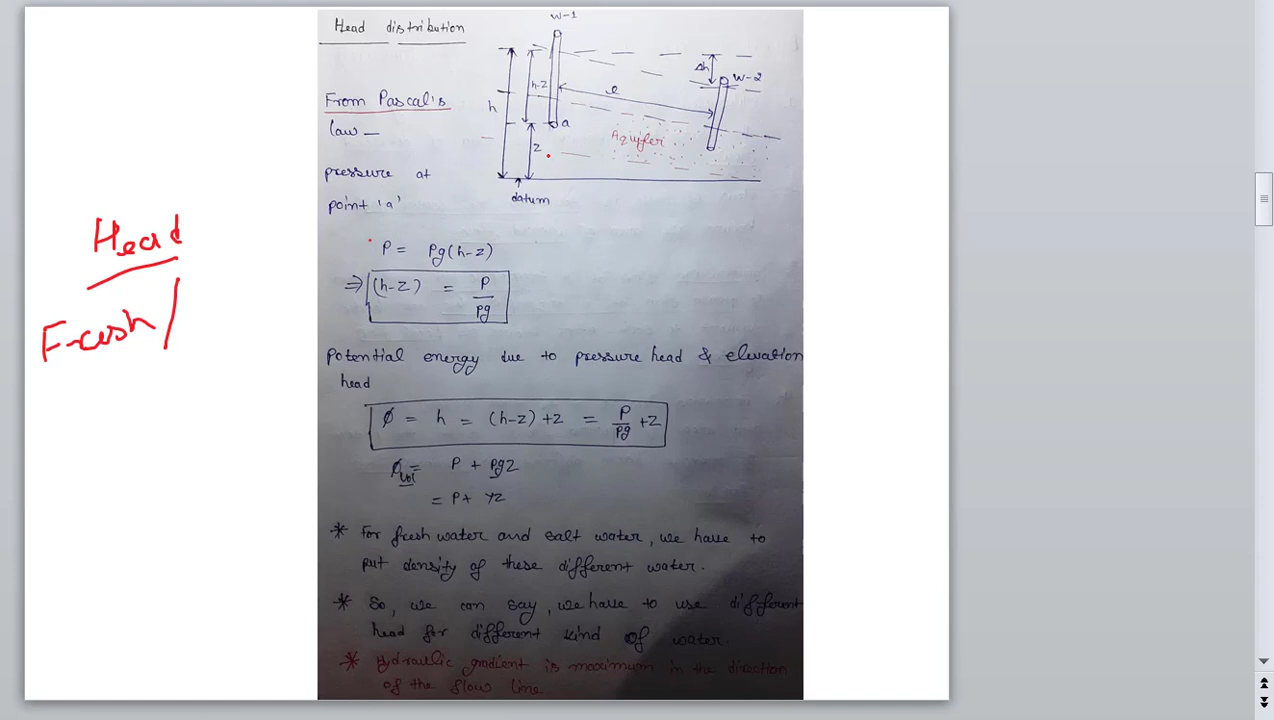 Head distribution
W-1
Δh
W-2
h-z
h
l
From Pascal's
law —
a
Aquifer
z
pressure at
point 'a'
datum
Head
Fresh
P = ρg(h-z)
⇒ (h-z) = P/ρg
potential energy due to pressure head & elevation
head
Ø = h = (h-z) +z = P/ρg +z
Øvol = P + ρgz
= P+ γz
* For fresh water and salt water, we have to
put density of these different water.
* So, we can say, we have to use different
head for different kind of water.
* Hydraulic gradient is maximum in the direction
of the flow line